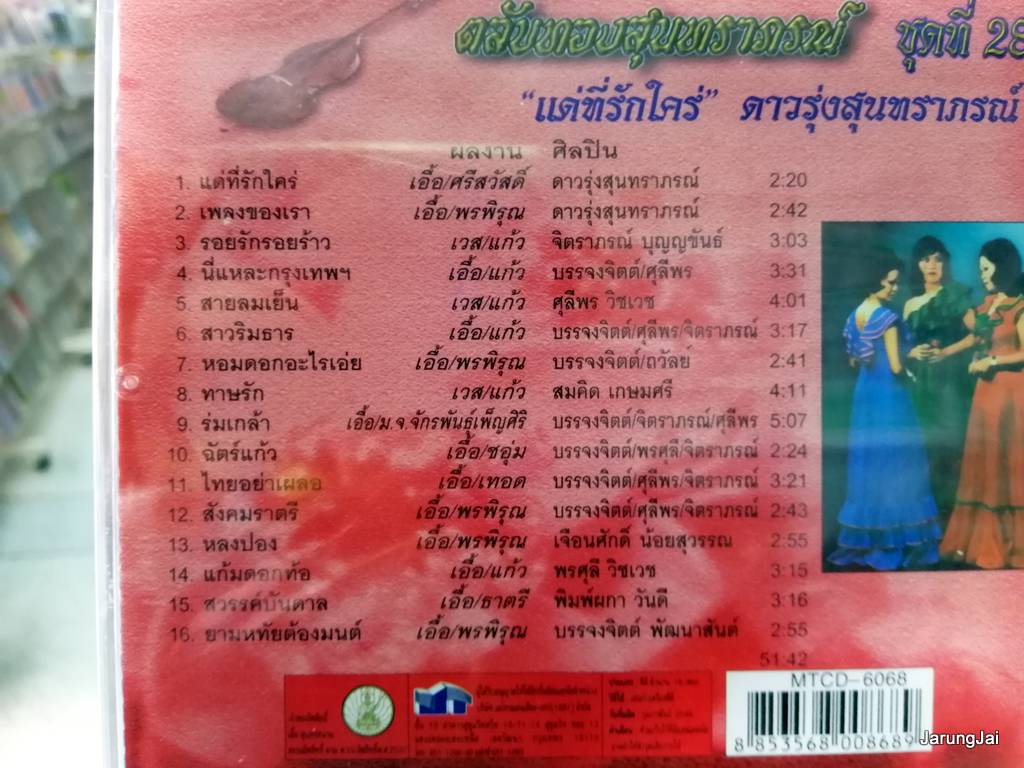 ตลับทองสุนทราภรณ์ ชุดที่ 28
“แด่ที่รักใคร่” ดาวรุ่งสุนทราภรณ์
ผลงาน ศิลปิน
1. แด่ที่รักใคร่ เอื้อ/ศรีสวัสดิ์ ดาวรุ่งสุนทราภรณ์ 2:20
2. เพลงของเรา เอื้อ/พรพิรุณ ดาวรุ่งสุนทราภรณ์ 2:42
3. รอยรักรอยร้าว เวส/แก้ว จิตราภรณ์ บุญญขันธ์ 3:03
4. นี่แหละกรุงเทพฯ เอื้อ/แก้ว บรรจงจิตต์/ศุลีพร 3:31
5. สายลมเย็น เวส/แก้ว ศุลีพร วิชเวช 4:01
6. สาวริมธาร เอื้อ/แก้ว บรรจงจิตต์/ศุลีพร/จิตราภรณ์ 3:17
7. หอมดอกอะไรเอ่ย เอื้อ/พรพิรุณ บรรจงจิตต์/ถวัลย์ 2:41
8. ทาษรัก เวส/แก้ว สมคิด เกษมศรี 4:11
9. ร่มเกล้า เอื้อ/ม.จ.จักรพันธุ์เพ็ญศิริ บรรจงจิตต์/จิตราภรณ์/ศุลีพร 5:07
10. ฉัตร์แก้ว เอื้อ/ชอุ่ม บรรจงจิตต์/พรศุลี/จิตราภรณ์ 2:24
11. ไทยอย่าเผลอ เอื้อ/เทอด บรรจงจิตต์/ศุลีพร/จิตราภรณ์ 3:21
12. สังคมราตรี เอื้อ/พรพิรุณ บรรจงจิตต์/ศุลีพร/จิตราภรณ์ 2:43
13. หลงปอง เอื้อ/พรพิรุณ เจือนศักดิ์ น้อยสุวรรณ 2:55
14. แก้มดอกท้อ เอื้อ/แก้ว พรศุลี วิชเวช 3:15
15. สวรรค์บันดาล เอื้อ/ธาตรี พิมพ์ผกา วันดี 3:16
16. ยามหทัยต้องมนต์ เอื้อ/พรพิรุณ บรรจงจิตต์ พัฒนาสันต์ 2:55
51:42
MTCD-6068
8 853568 008689
JarungJai